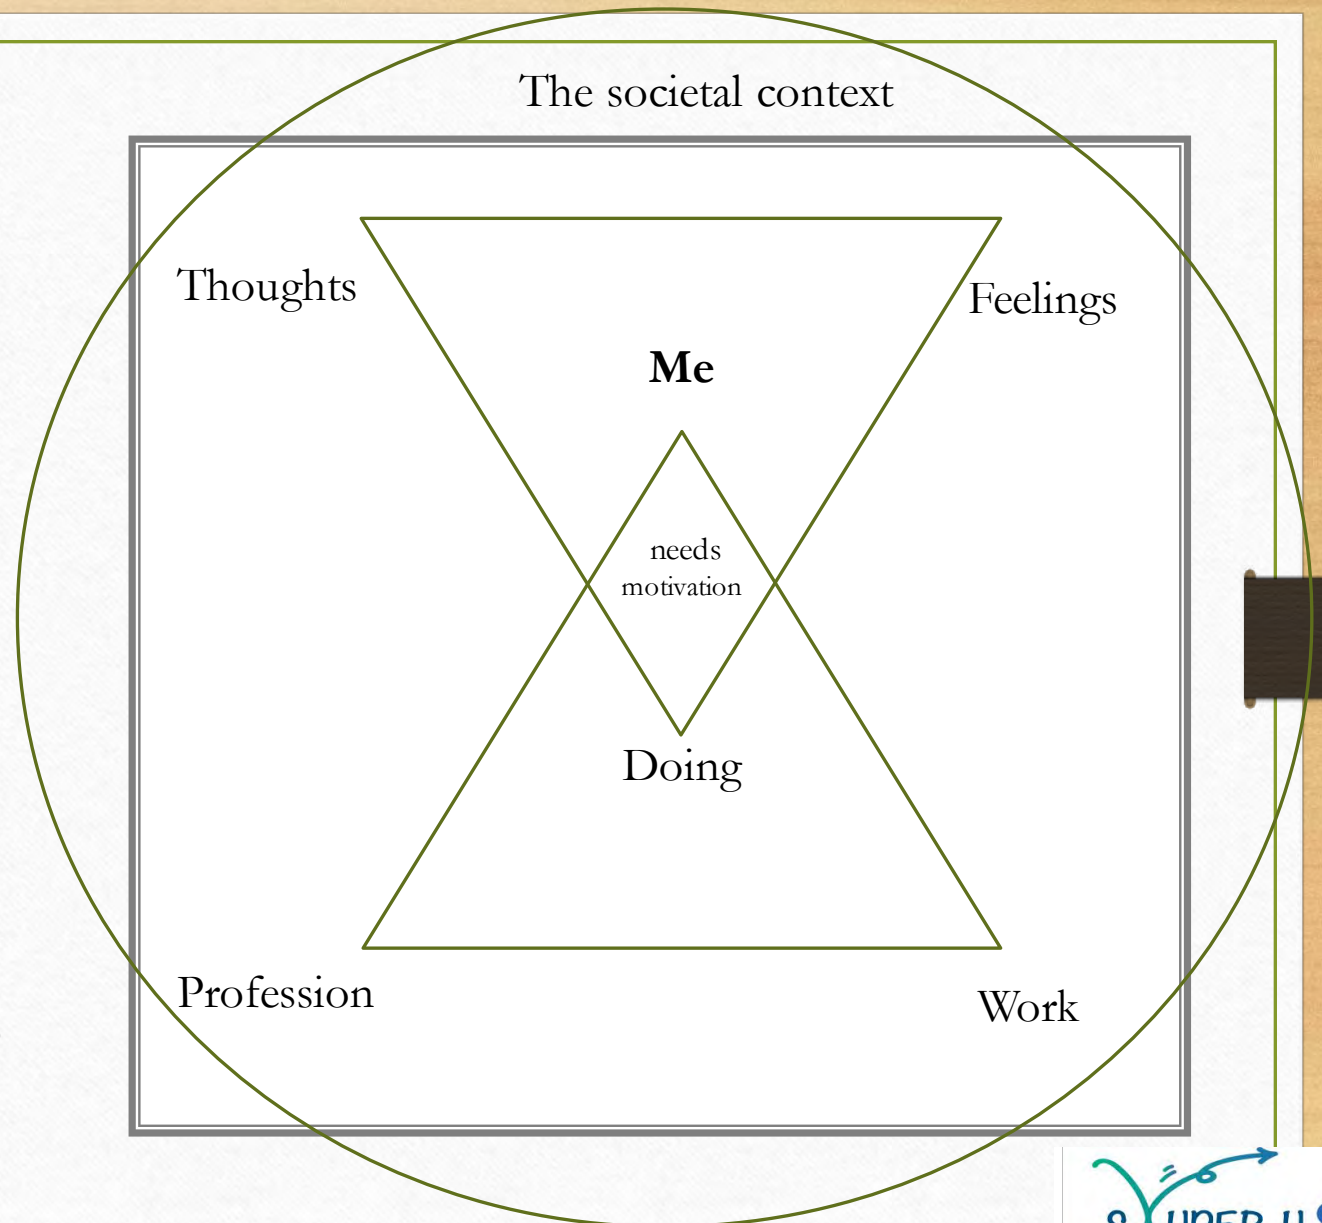 The societal context
Thoughts
Feelings
Me
needs
motivation
Doing
Profession
Work